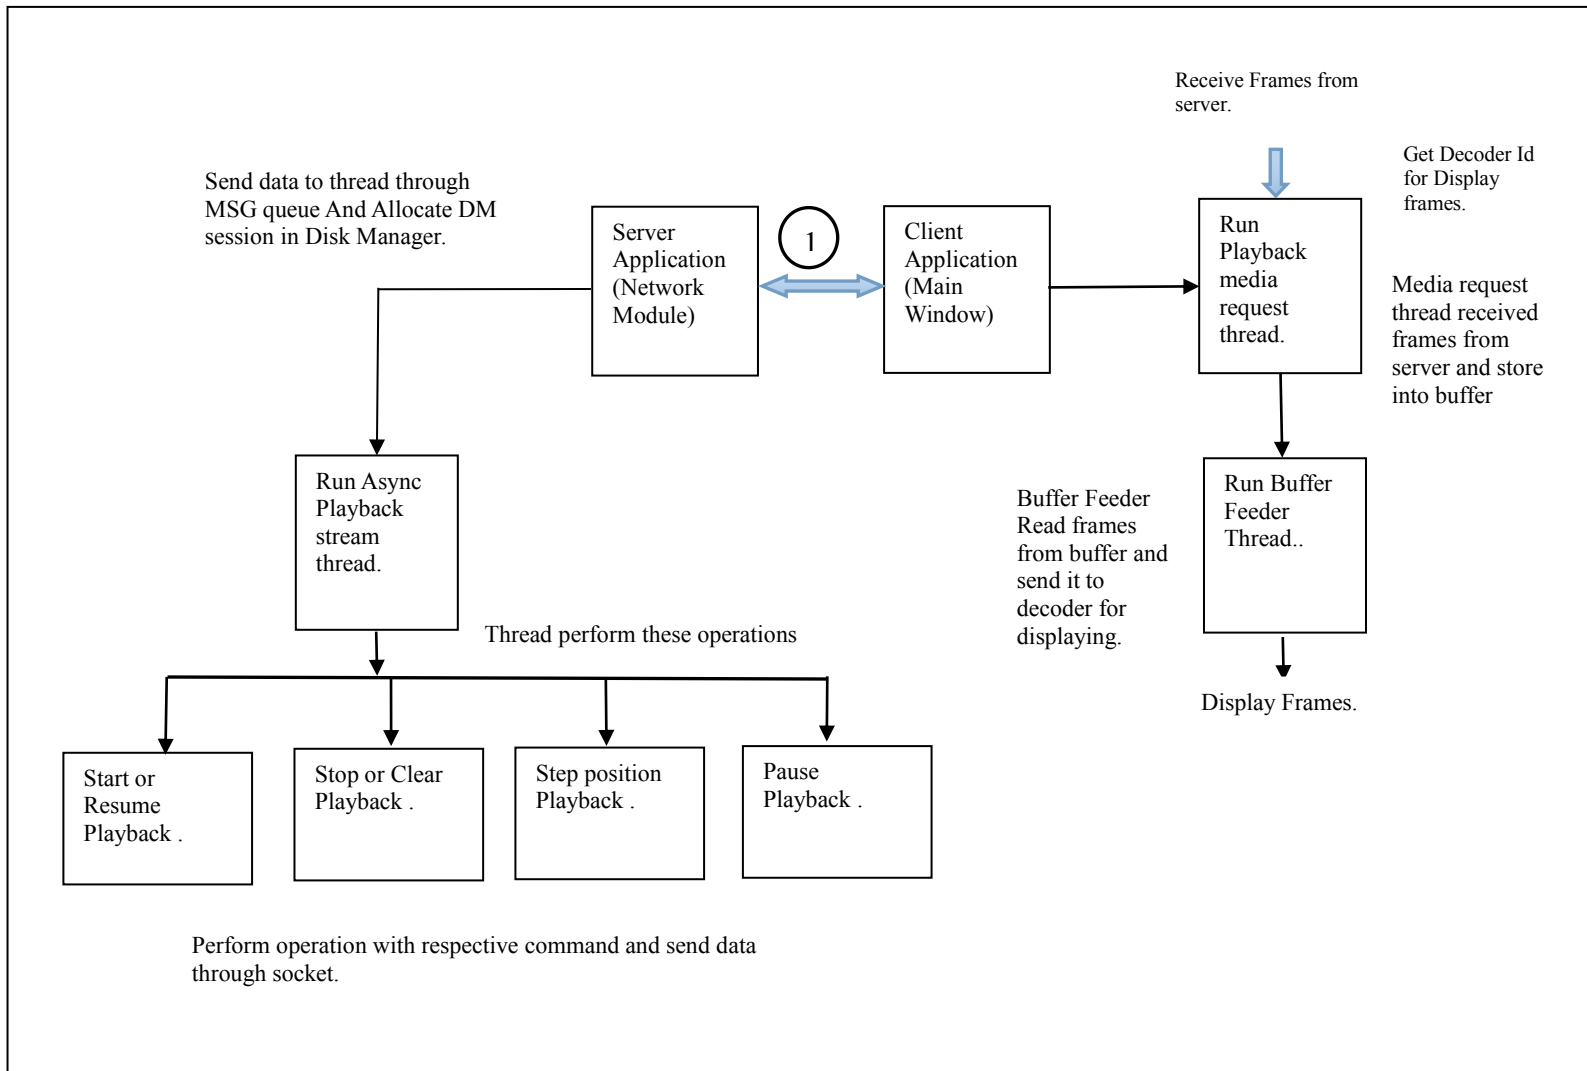 Receive Frames from
server.
Get Decoder Id
for Display
frames.
Send data to thread through
MSG queue And Allocate DM
session in Disk Manager.
Server
Application
(Network
Module)
1
Client
Application
(Main
Window)
Run
Playback
media
request
thread.
Media request
thread received
frames from
server and store
into buffer
Run Async
Playback
stream
thread.
Buffer Feeder
Read frames
from buffer and
send it to
decoder for
displaying.
Run Buffer
Feeder
Thread..
Thread perform these operations
Display Frames.
Start or
Resume
Playback .
Stop or Clear
Playback .
Step position
Playback .
Pause
Playback .
Perform operation with respective command and send data
through socket.